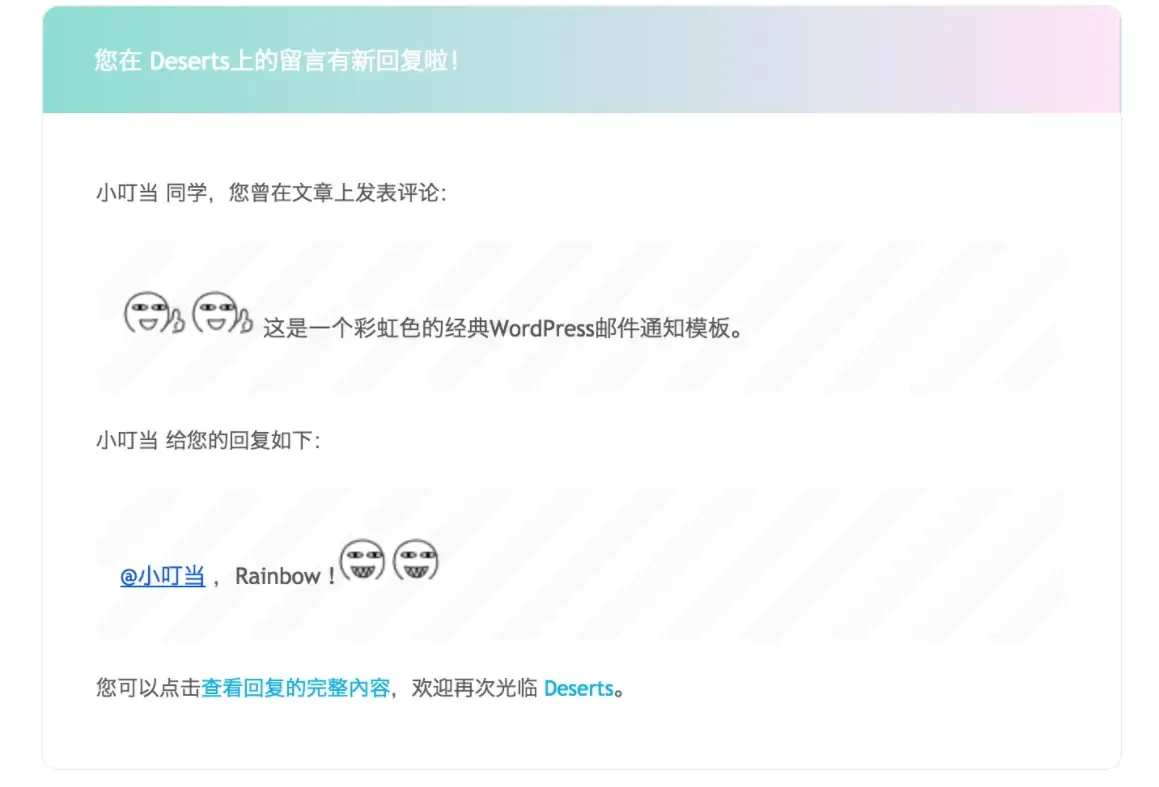 您在 Deserts上的留言有新回复啦！
小叮当 同学，您曾在文章上发表评论：
这是一个彩虹色的经典WordPress邮件通知模板。
小叮当 给您的回复如下：
@小叮当 ，Rainbow !
您可以点击查看回复的完整内容，欢迎再次光临 Deserts。